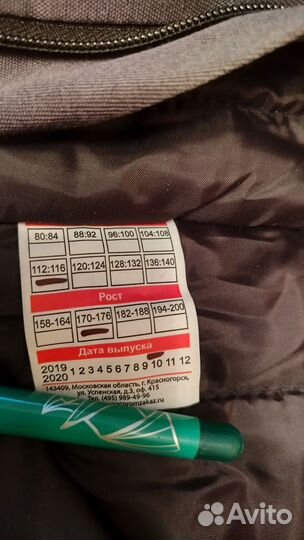 80:84 88:92 96:100 104:108
112:116 120:124 128:132 136:140
Рост
158-164 170-176 182-188 194-200
Дата выпуска
2019
2020 1 2 3 4 5 6 7 8 9 10 11 12
143409, Московская область, г. Красногорск,
ул. Успенская, д.3, оф. 415
Тел. (495) 989-49-96
Avito